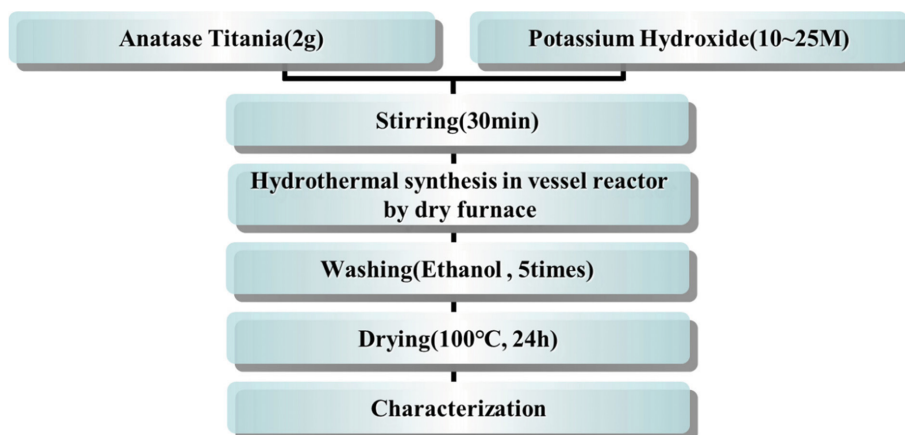 Anatase Titania(2g)
Potassium Hydroxide(10~25M)
Stirring(30min)
Hydrothermal synthesis in vessel reactor
by dry furnace
Washing(Ethanol , 5times)
Drying(100℃, 24h)
Characterization